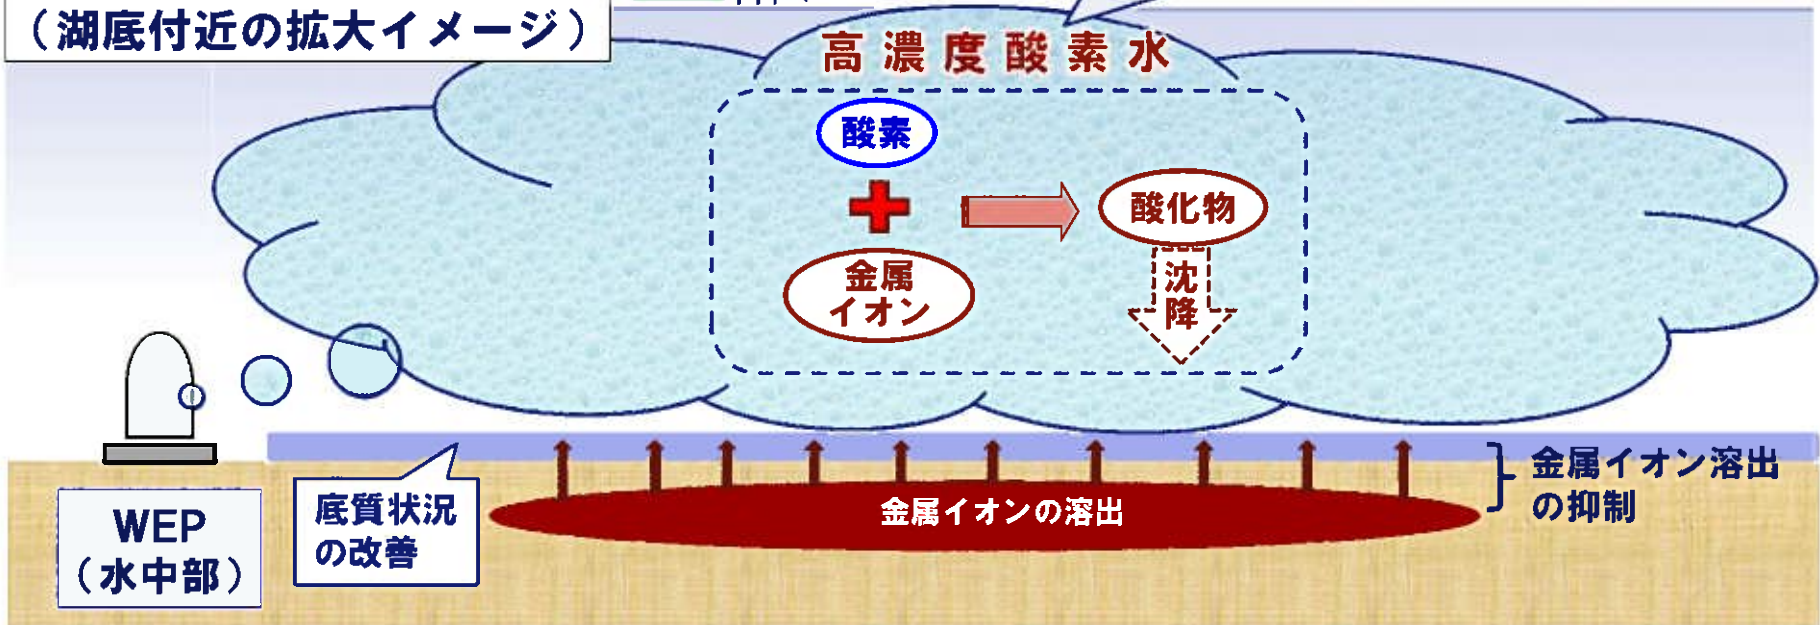 （湖底付近の拡大イメージ）
高濃度酸素水
酸素
金属
イオン
酸化物
沈
降
金属イオン溶出
の抑制
底質状況
の改善
金属イオンの溶出
WEP
（水中部）